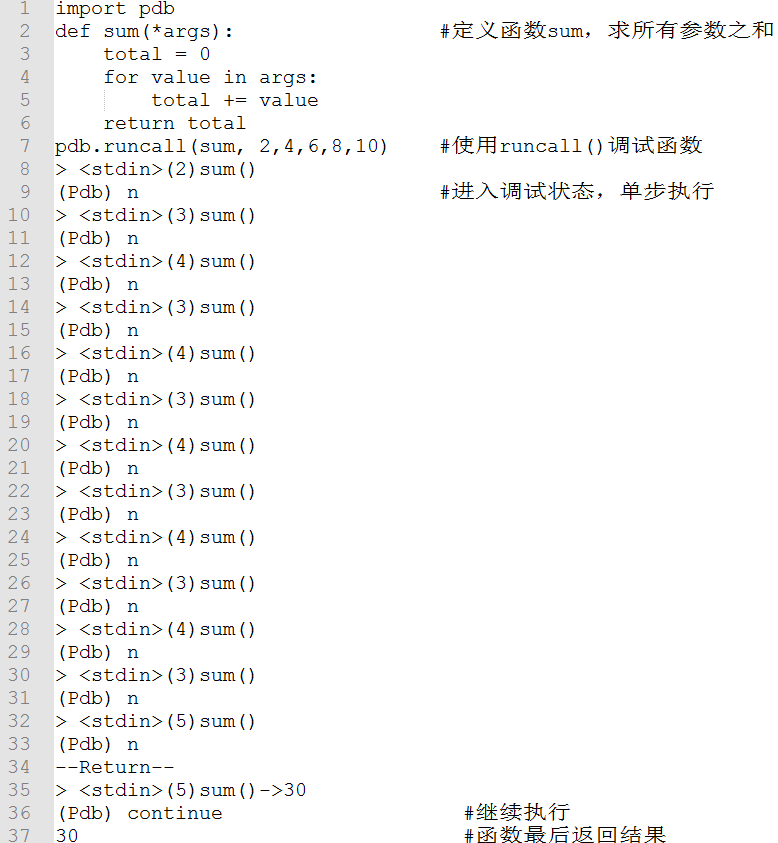 1 import pdb
2 def sum(*args): #定义函数sum，求所有参数之和
3     total = 0
4     for value in args:
5         total += value
6     return total
7 pdb.runcall(sum, 2,4,6,8,10) #使用runcall()调试函数
8 > <stdin>(2)sum()
9 (Pdb) n #进入调试状态，单步执行
10 > <stdin>(3)sum()
11 (Pdb) n
12 > <stdin>(4)sum()
13 (Pdb) n
14 > <stdin>(3)sum()
15 (Pdb) n
16 > <stdin>(4)sum()
17 (Pdb) n
18 > <stdin>(3)sum()
19 (Pdb) n
20 > <stdin>(4)sum()
21 (Pdb) n
22 > <stdin>(3)sum()
23 (Pdb) n
24 > <stdin>(4)sum()
25 (Pdb) n
26 > <stdin>(3)sum()
27 (Pdb) n
28 > <stdin>(4)sum()
29 (Pdb) n
30 > <stdin>(3)sum()
31 (Pdb) n
32 > <stdin>(5)sum()
33 (Pdb) n
34 --Return--
35 > <stdin>(5)sum()->30
36 (Pdb) continue #继续执行
37 30 #函数最后返回结果